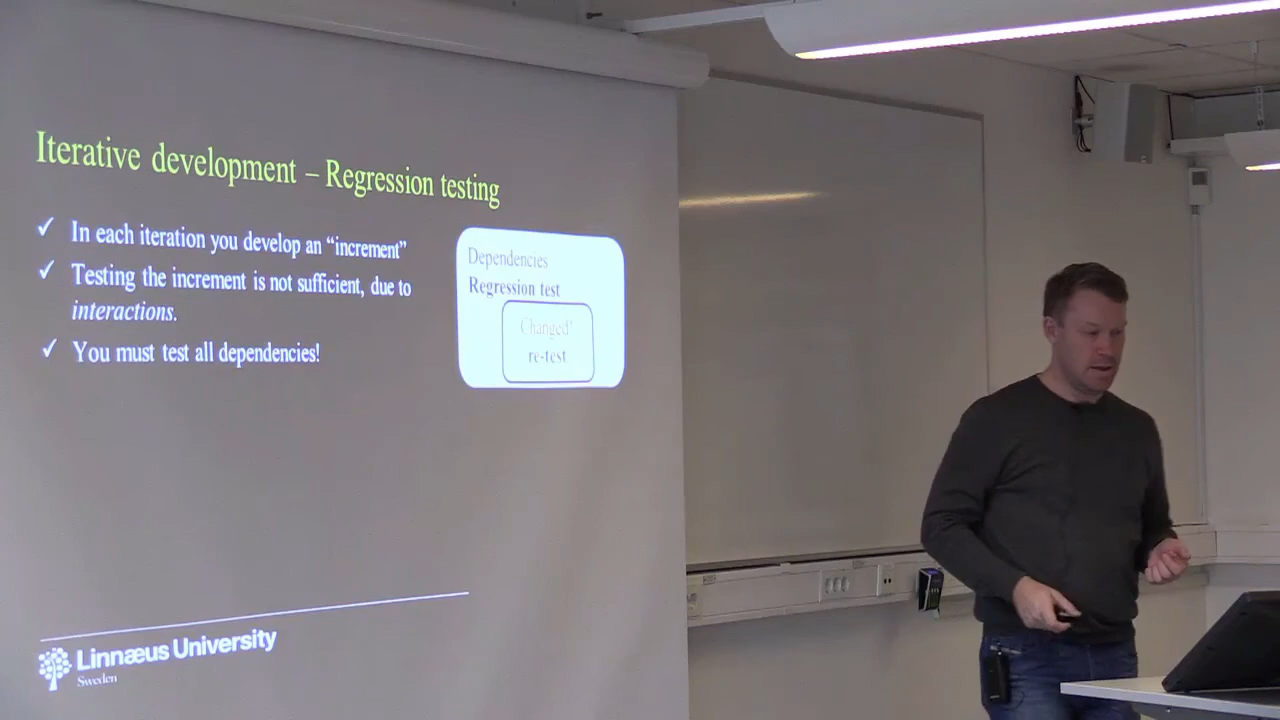 Iterative development – Regression testing
✓ In each iteration you develop an “increment”
✓ Testing the increment is not sufficient, due to
interactions.
✓ You must test all dependencies!
Dependencies
Regression test
Changed'
re-test
Linnæus University
Sweden